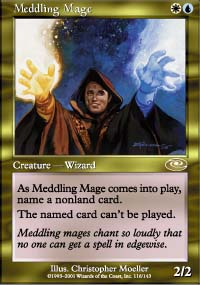 Meddling Mage
Creature — Wizard
As Meddling Mage comes into play,
name a nonland card.
The named card can't be played.
Meddling mages chant so loudly that
no one can get a spell in edgewise.
Illus. Christopher Moeller
©1993-2001 Wizards of the Coast, Inc. 116/143
2/2